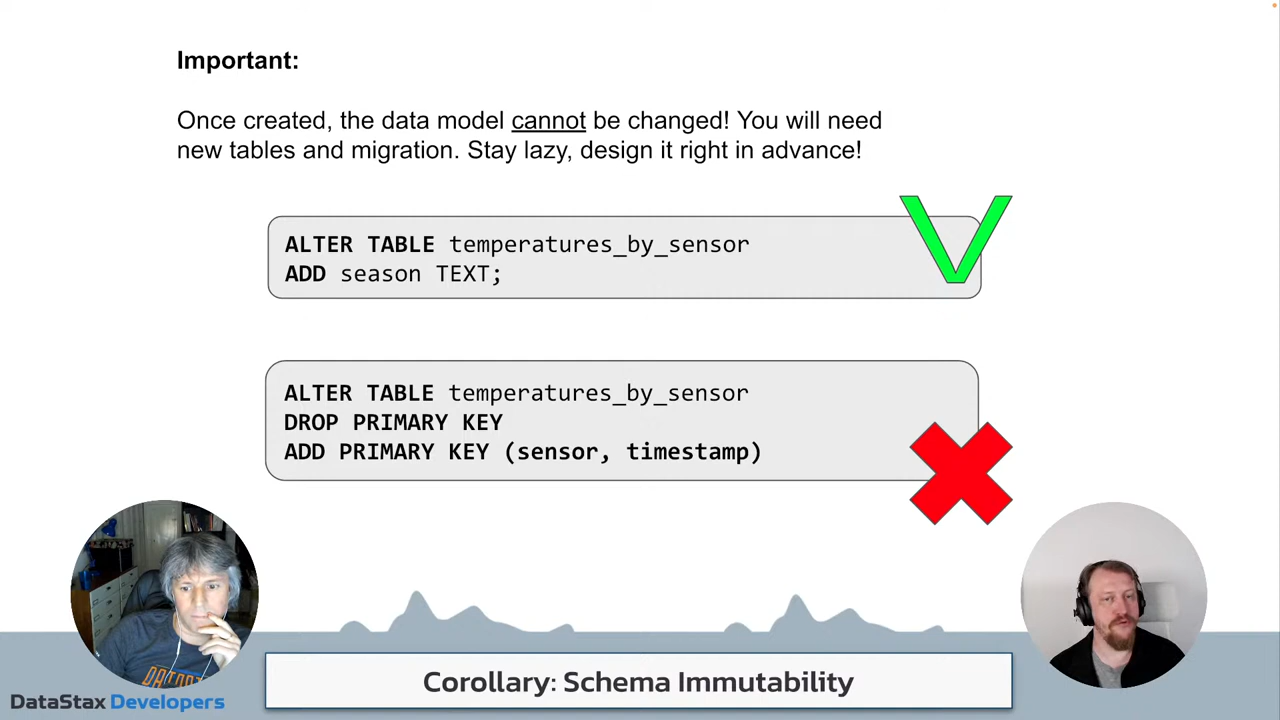 Important:
Once created, the data model cannot be changed! You will need
new tables and migration. Stay lazy, design it right in advance!
ALTER TABLE temperatures_by_sensor
ADD season TEXT;
ALTER TABLE temperatures_by_sensor
DROP PRIMARY KEY
ADD PRIMARY KEY (sensor, timestamp)
Corollary: Schema Immutability
DataStax Developers